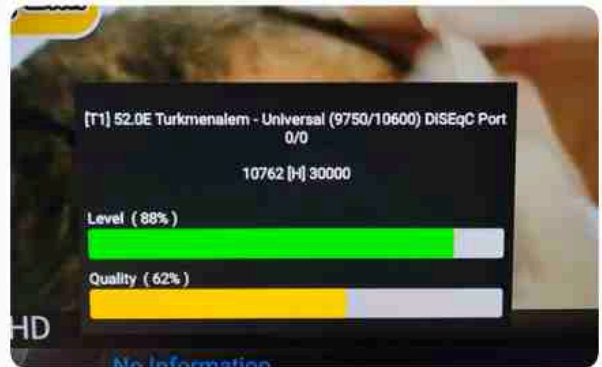 [T1] 52.0E Turkmenalem - Universal (9750/10600) DiSEqC Port
0/0
10762 [H] 30000
Level ( 88% )
Quality ( 62% )
HD
No Information